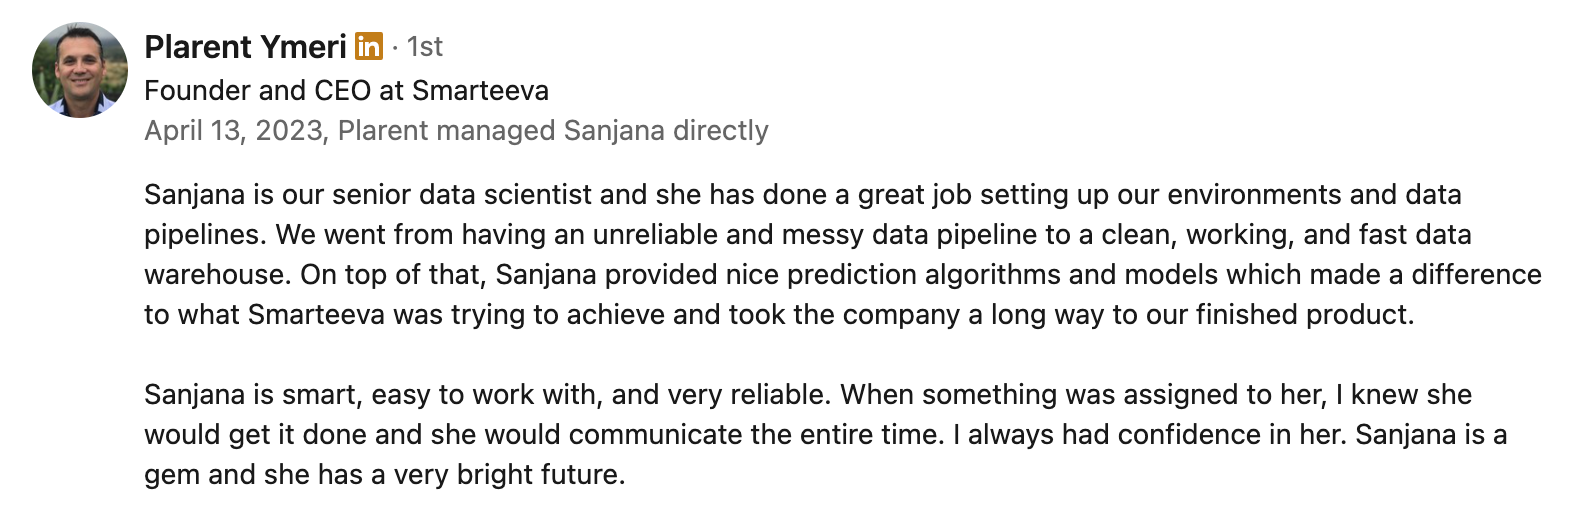 Plarent Ymeri in · 1st
Founder and CEO at Smarteeva
April 13, 2023, Plarent managed Sanjana directly
Sanjana is our senior data scientist and she has done a great job setting up our environments and data
pipelines. We went from having an unreliable and messy data pipeline to a clean, working, and fast data
warehouse. On top of that, Sanjana provided nice prediction algorithms and models which made a difference
to what Smarteeva was trying to achieve and took the company a long way to our finished product.
Sanjana is smart, easy to work with, and very reliable. When something was assigned to her, I knew she
would get it done and she would communicate the entire time. I always had confidence in her. Sanjana is a
gem and she has a very bright future.